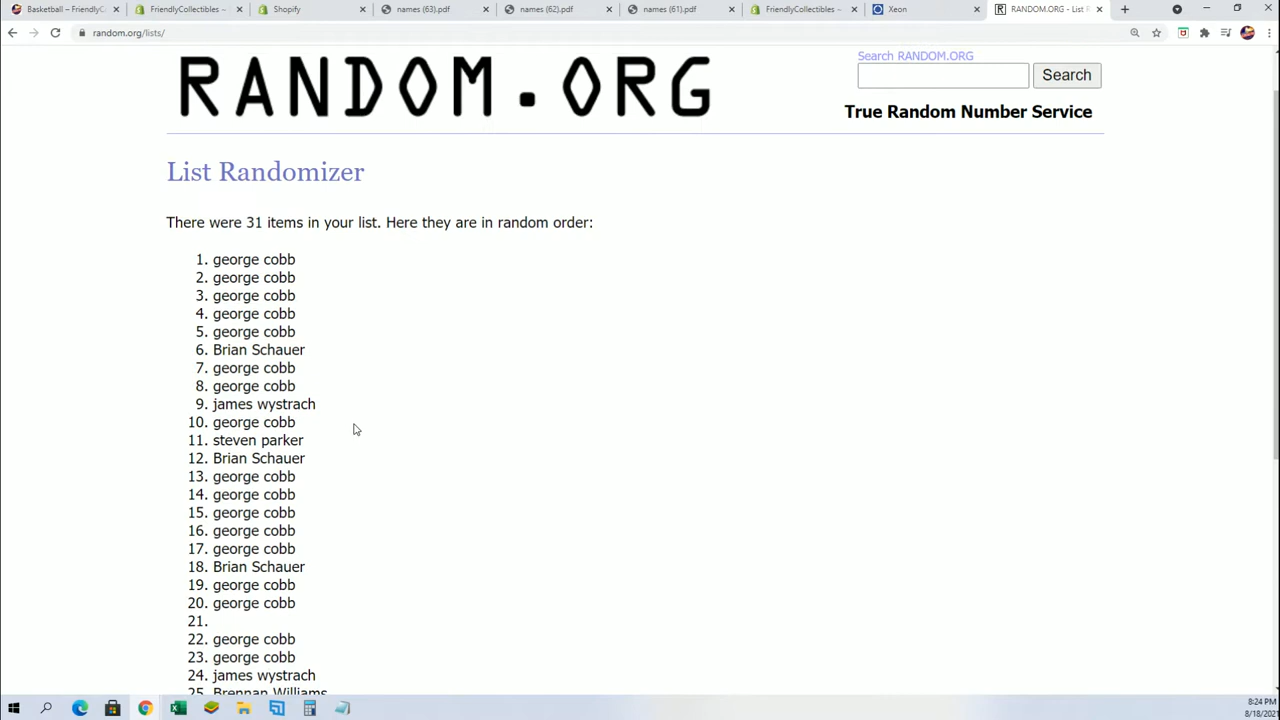 Basketball – FriendlyC
FriendlyCollectibles ~
Shopify
names (63).pdf
names (62).pdf
names (61).pdf
FriendlyCollectibles ~
Xeon
RANDOM.ORG - List R
random.org/lists/
RANDOM.ORG
Search RANDOM.ORG
Search
True Random Number Service
List Randomizer
There were 31 items in your list. Here they are in random order:
1. george cobb
2. george cobb
3. george cobb
4. george cobb
5. george cobb
6. Brian Schauer
7. george cobb
8. george cobb
9. james wystrach
10. george cobb
11. steven parker
12. Brian Schauer
13. george cobb
14. george cobb
15. george cobb
16. george cobb
17. george cobb
18. Brian Schauer
19. george cobb
20. george cobb
21.
22. george cobb
23. george cobb
24. james wystrach
25. Brennan Williams
8:24 PM